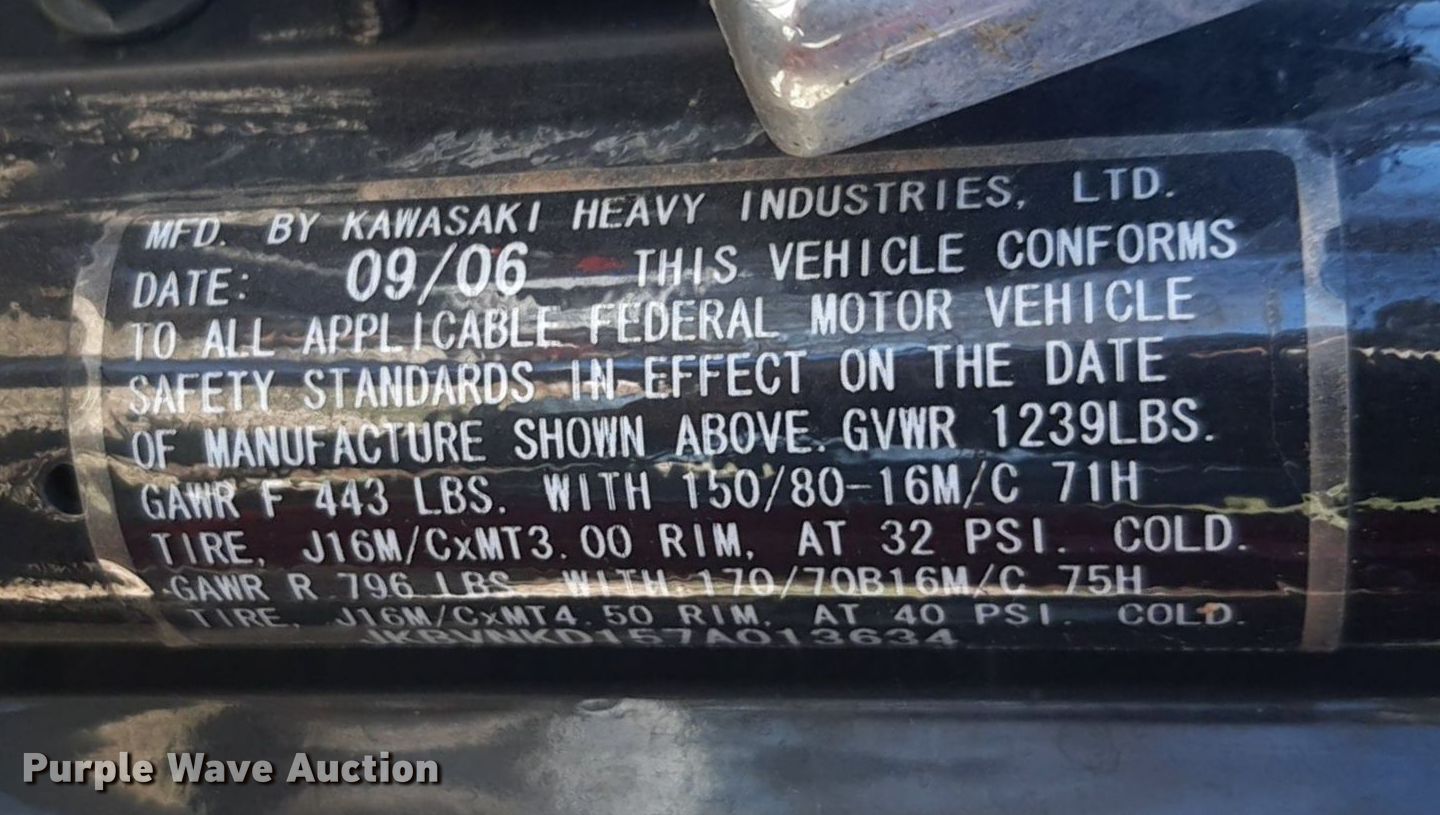 MFD. BY KAWASAKI HEAVY INDUSTRIES, LTD.
DATE: 09/06 THIS VEHICLE CONFORMS
TO ALL APPLICABLE FEDERAL MOTOR VEHICLE
SAFETY STANDARDS IN EFFECT ON THE DATE
OF MANUFACTURE SHOWN ABOVE. GVWR 1239LBS.
GAWR F 443 LBS. WITH 150/80-16M/C 71H
TIRE, J16M/CxMT3.00 RIM, AT 32 PSI. COLD.
GAWR R 796 LBS. WITH 170/70B16M/C 75H
TIRE, J16M/CxMT4.50 RIM, AT 40 PSI. COLD.
JKBVNKD157A013634
Purple Wave Auction